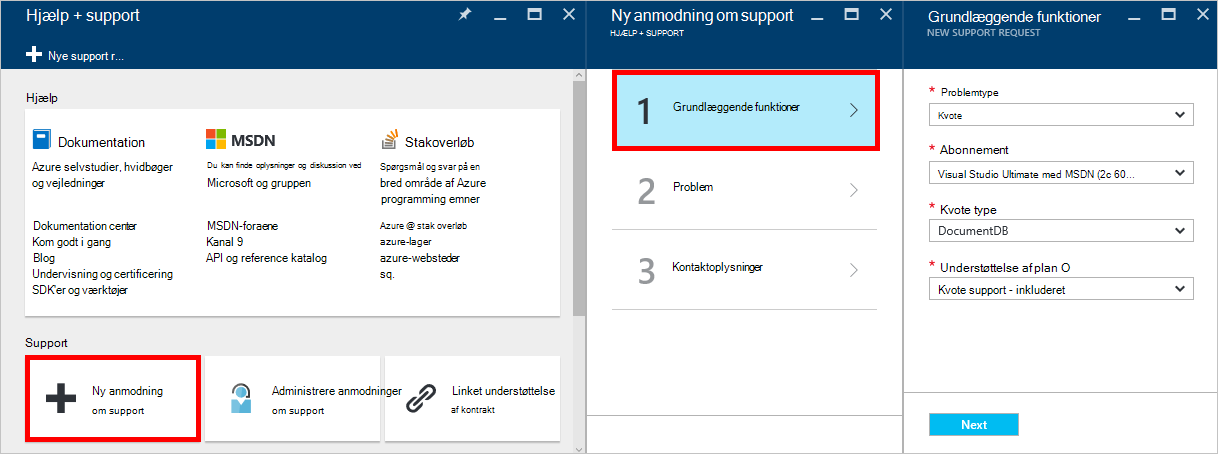 Hjælp + support
Nye support r...
Hjælp
Dokumentation
Azure selvstudier, hvidbøger
og vejledninger
Dokumentation center
Kom godt i gang
Blog
Undervisning og certificering
SDK'er og værktøjer
MSDN
Du kan finde oplysninger og diskussion ved
Microsoft og gruppen
MSDN-foraene
Kanal 9
API og reference katalog
Stakoverløb
Spørgsmål og svar på en
bred område af Azure
programming emner
Azure @ stak overløb
azure-lager
azure-websteder
sq.
Support
Ny anmodning
om support
Administrere anmodninger
om support
Linket understøttelse
af kontrakt
Ny anmodning om support
HJÆLP + SUPPORT
1 Grundlæggende funktioner
2 Problem
3 Kontaktoplysninger
Grundlæggende funktioner
NEW SUPPORT REQUEST
* Problemtype
Kvote
* Abonnement
Visual Studio Ultimate med MSDN (2c 60...
* Kvote type
DocumentDB
* Understøttelse af plan O
Kvote support - inkluderet
Next